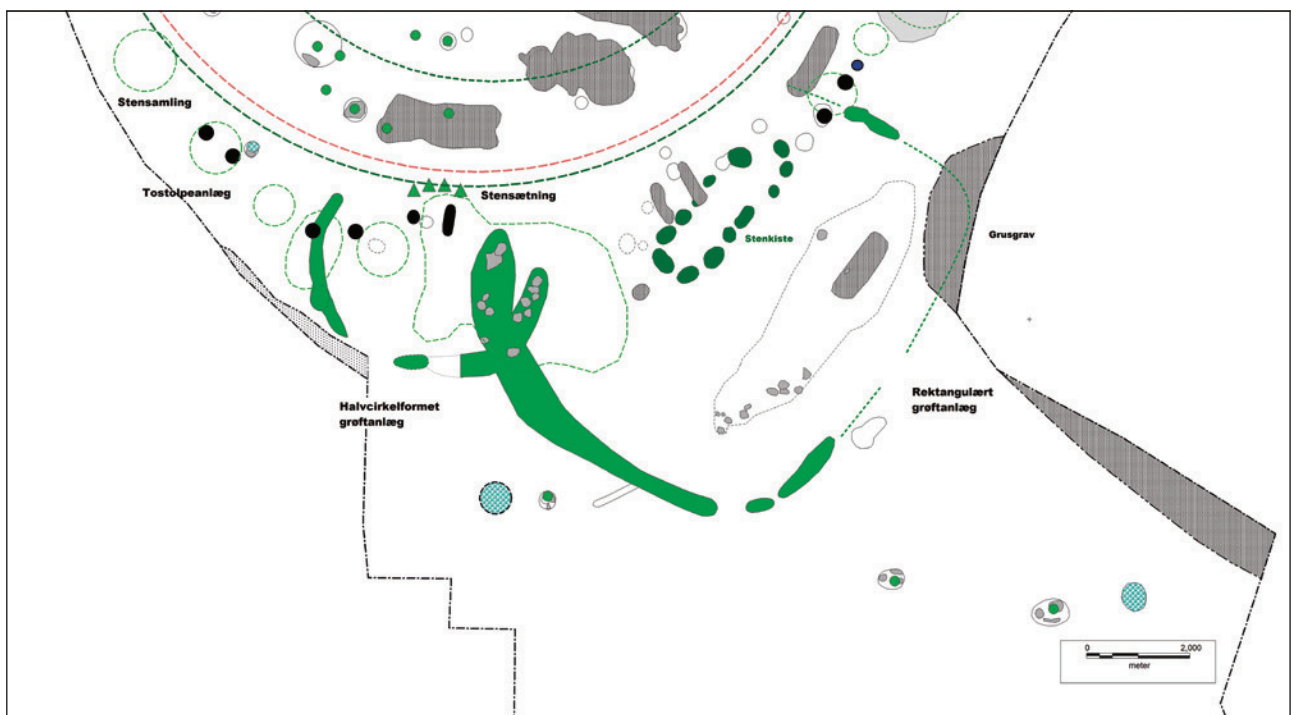 Stensamling
Tostolpeanlæg
Stensætning
Stenkiste
Grusgrav
Halvcirkelformet
grøftanlæg
Rektangulært
grøftanlæg
0 2,000
meter